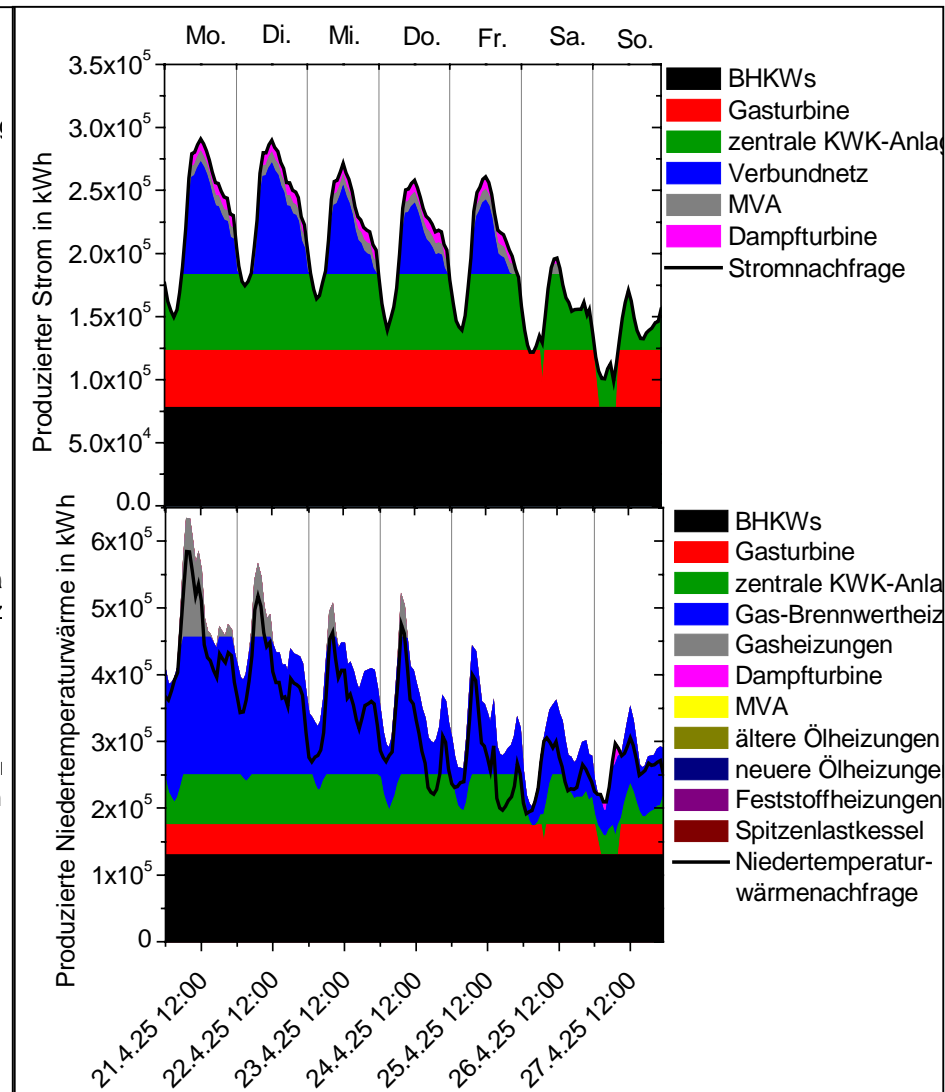 Mo. Di. Mi. Do. Fr. Sa. So.
Produzierter Strom in kWh
3.5x10⁵
3.0x10⁵
2.5x10⁵
2.0x10⁵
1.5x10⁵
1.0x10⁵
5.0x10⁴
0.0
BHKWs
Gasturbine
zentrale KWK-Anlag
Verbundnetz
MVA
Dampfturbine
Stromnachfrage
Produzierte Niedertemperaturwärme in kWh
6x10⁵
5x10⁵
4x10⁵
3x10⁵
2x10⁵
1x10⁵
0
BHKWs
Gasturbine
zentrale KWK-Anla
Gas-Brennwertheiz
Gasheizungen
Dampfturbine
MVA
ältere Ölheizungen
neuere Ölheizunge
Feststoffheizungen
Spitzenlastkessel
Niedertemperatur-
wärmenachfrage
21.4.25 12:00
22.4.25 12:00
23.4.25 12:00
24.4.25 12:00
25.4.25 12:00
26.4.25 12:00
27.4.25 12:00